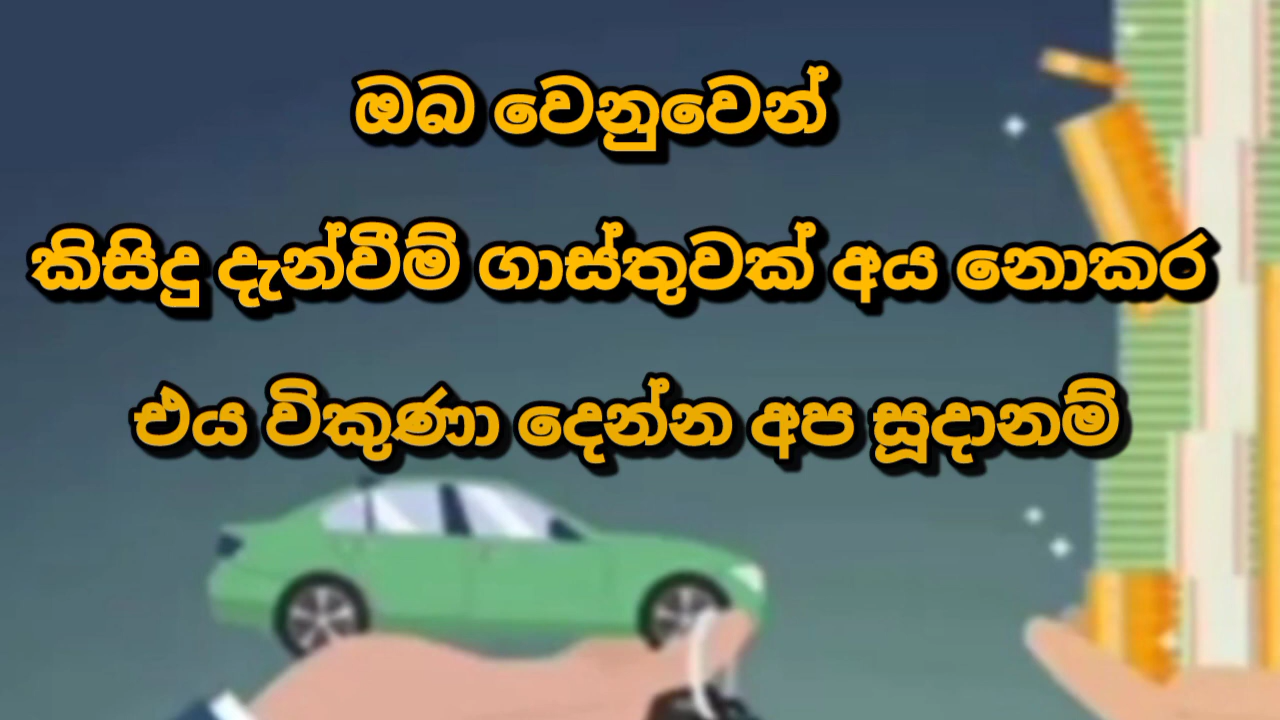 ඔබ වෙනුවෙන්
කිසිදු දැන්වීම් ගාස්තුවක් අය නොකර
එය විකුණා දෙන්න අප සූදානම්